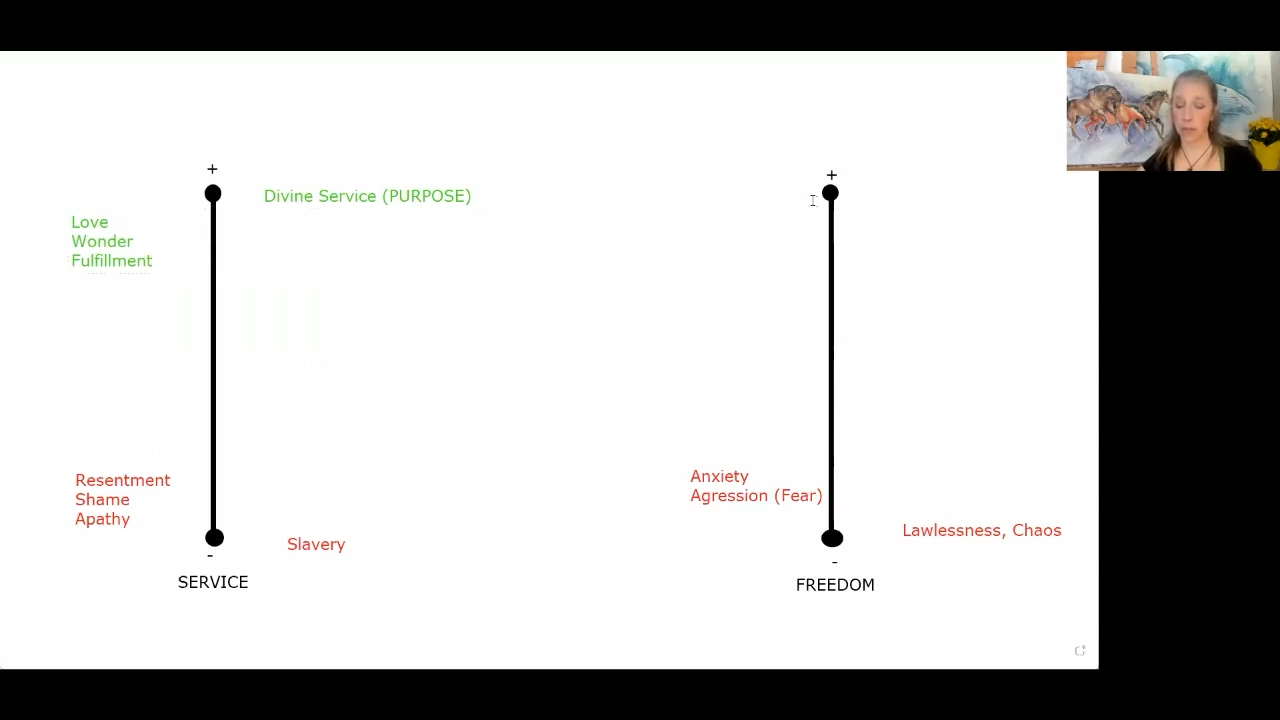 +
Divine Service (PURPOSE)
Love
Wonder
Fulfillment
Resentment
Shame
Apathy
Slavery
-
SERVICE
+
Anxiety
Agression (Fear)
Lawlessness, Chaos
-
FREEDOM